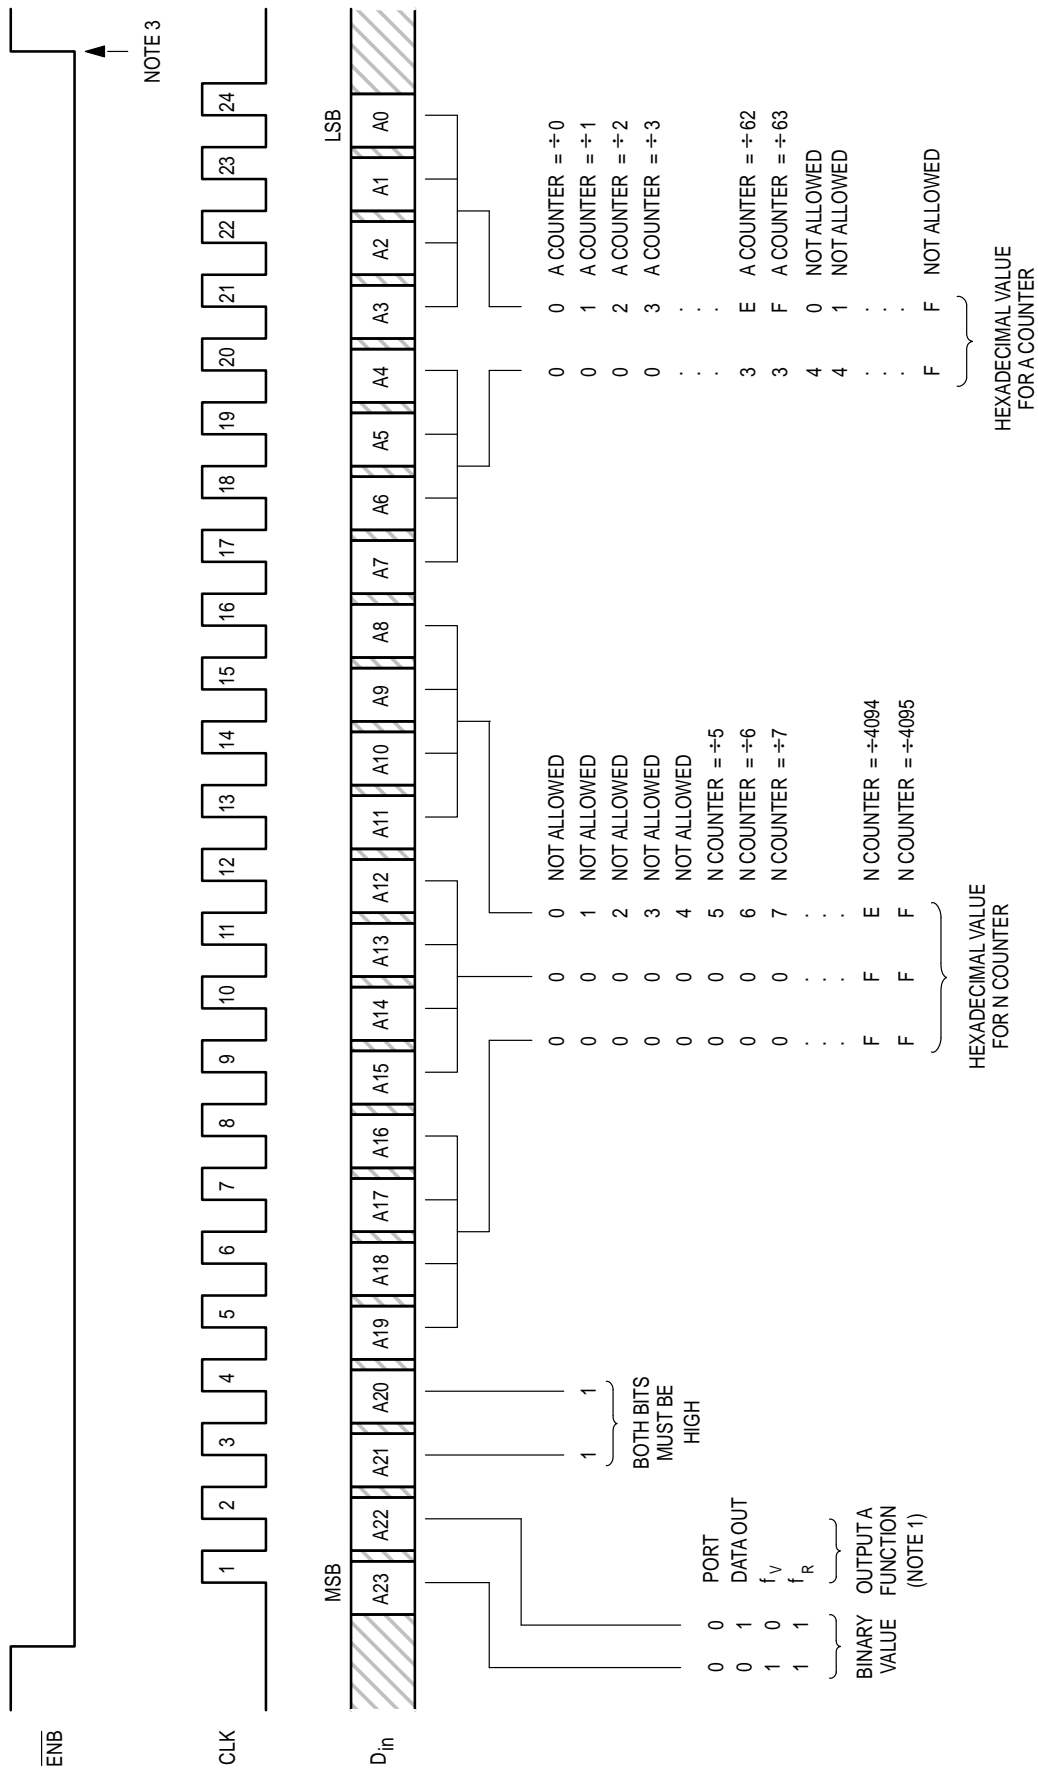 ENB
NOTE 3
CLK
1 2 3 4 5 6 7 8 9 10 11 12 13 14 15 16 17 18 19 20 21 22 23 24
MSB
LSB
Din
A23 A22 A21 A20 A19 A18 A17 A16 A15 A14 A13 A12 A11 A10 A9 A8 A7 A6 A5 A4 A3 A2 A1 A0
0 0 PORT
0 1 DATA OUT
1 0 fV
1 1 fR
BINARY
VALUE
OUTPUT A
FUNCTION
(NOTE 1)
1 1
BOTH BITS
MUST BE
HIGH
0 0 0 NOT ALLOWED
0 0 1 NOT ALLOWED
0 0 2 NOT ALLOWED
0 0 3 NOT ALLOWED
0 0 4 NOT ALLOWED
0 0 5 N COUNTER = ÷5
0 0 6 N COUNTER = ÷6
0 0 7 N COUNTER = ÷7
. . .
. . .
F F E N COUNTER = ÷4094
F F F N COUNTER = ÷4095
HEXADECIMAL VALUE
FOR N COUNTER
0 0 A COUNTER = ÷0
0 1 A COUNTER = ÷1
0 2 A COUNTER = ÷2
0 3 A COUNTER = ÷3
. .
. .
3 E A COUNTER = ÷62
3 F A COUNTER = ÷63
4 0 NOT ALLOWED
4 1 NOT ALLOWED
. .
. .
F F NOT ALLOWED
HEXADECIMAL VALUE
FOR A COUNTER